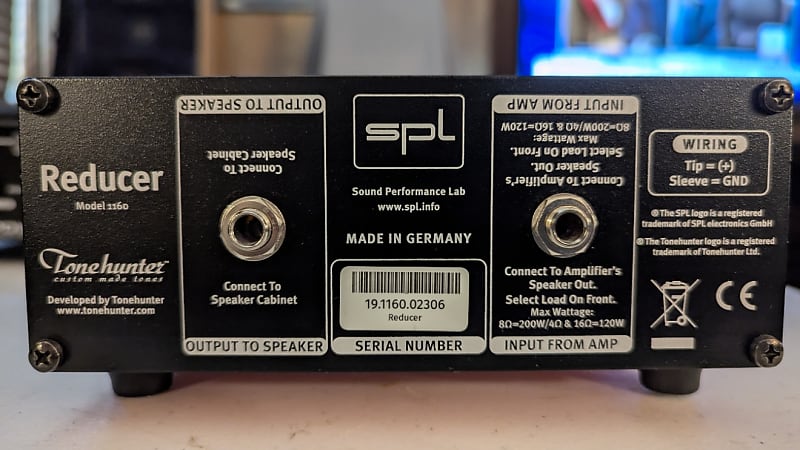 Reducer
Model 1160
Tonehunter™
custom made tones
Developed by Tonehunter
www.tonehunter.com
OUTPUT TO SPEAKER
Connect To
Speaker Cabinet
Connect To
Speaker Cabinet
OUTPUT TO SPEAKER
spl
Sound Performance Lab
www.spl.info
MADE IN GERMANY
19.1160.02306
Reducer
SERIAL NUMBER
INPUT FROM AMP
Connect To Amplifier's
Speaker Out.
Select Load On Front.
Max Wattage:
8Ω=200W/4Ω & 16Ω=120W
Connect To Amplifier's
Speaker Out.
Select Load On Front.
Max Wattage:
8Ω=200W/4Ω & 16Ω=120W
INPUT FROM AMP
WIRING
Tip = (+)
Sleeve = GND
® The SPL logo is a registered
trademark of SPL electronics GmbH
® The Tonehunter logo is a registered
trademark of Tonehunter Ltd.
CE